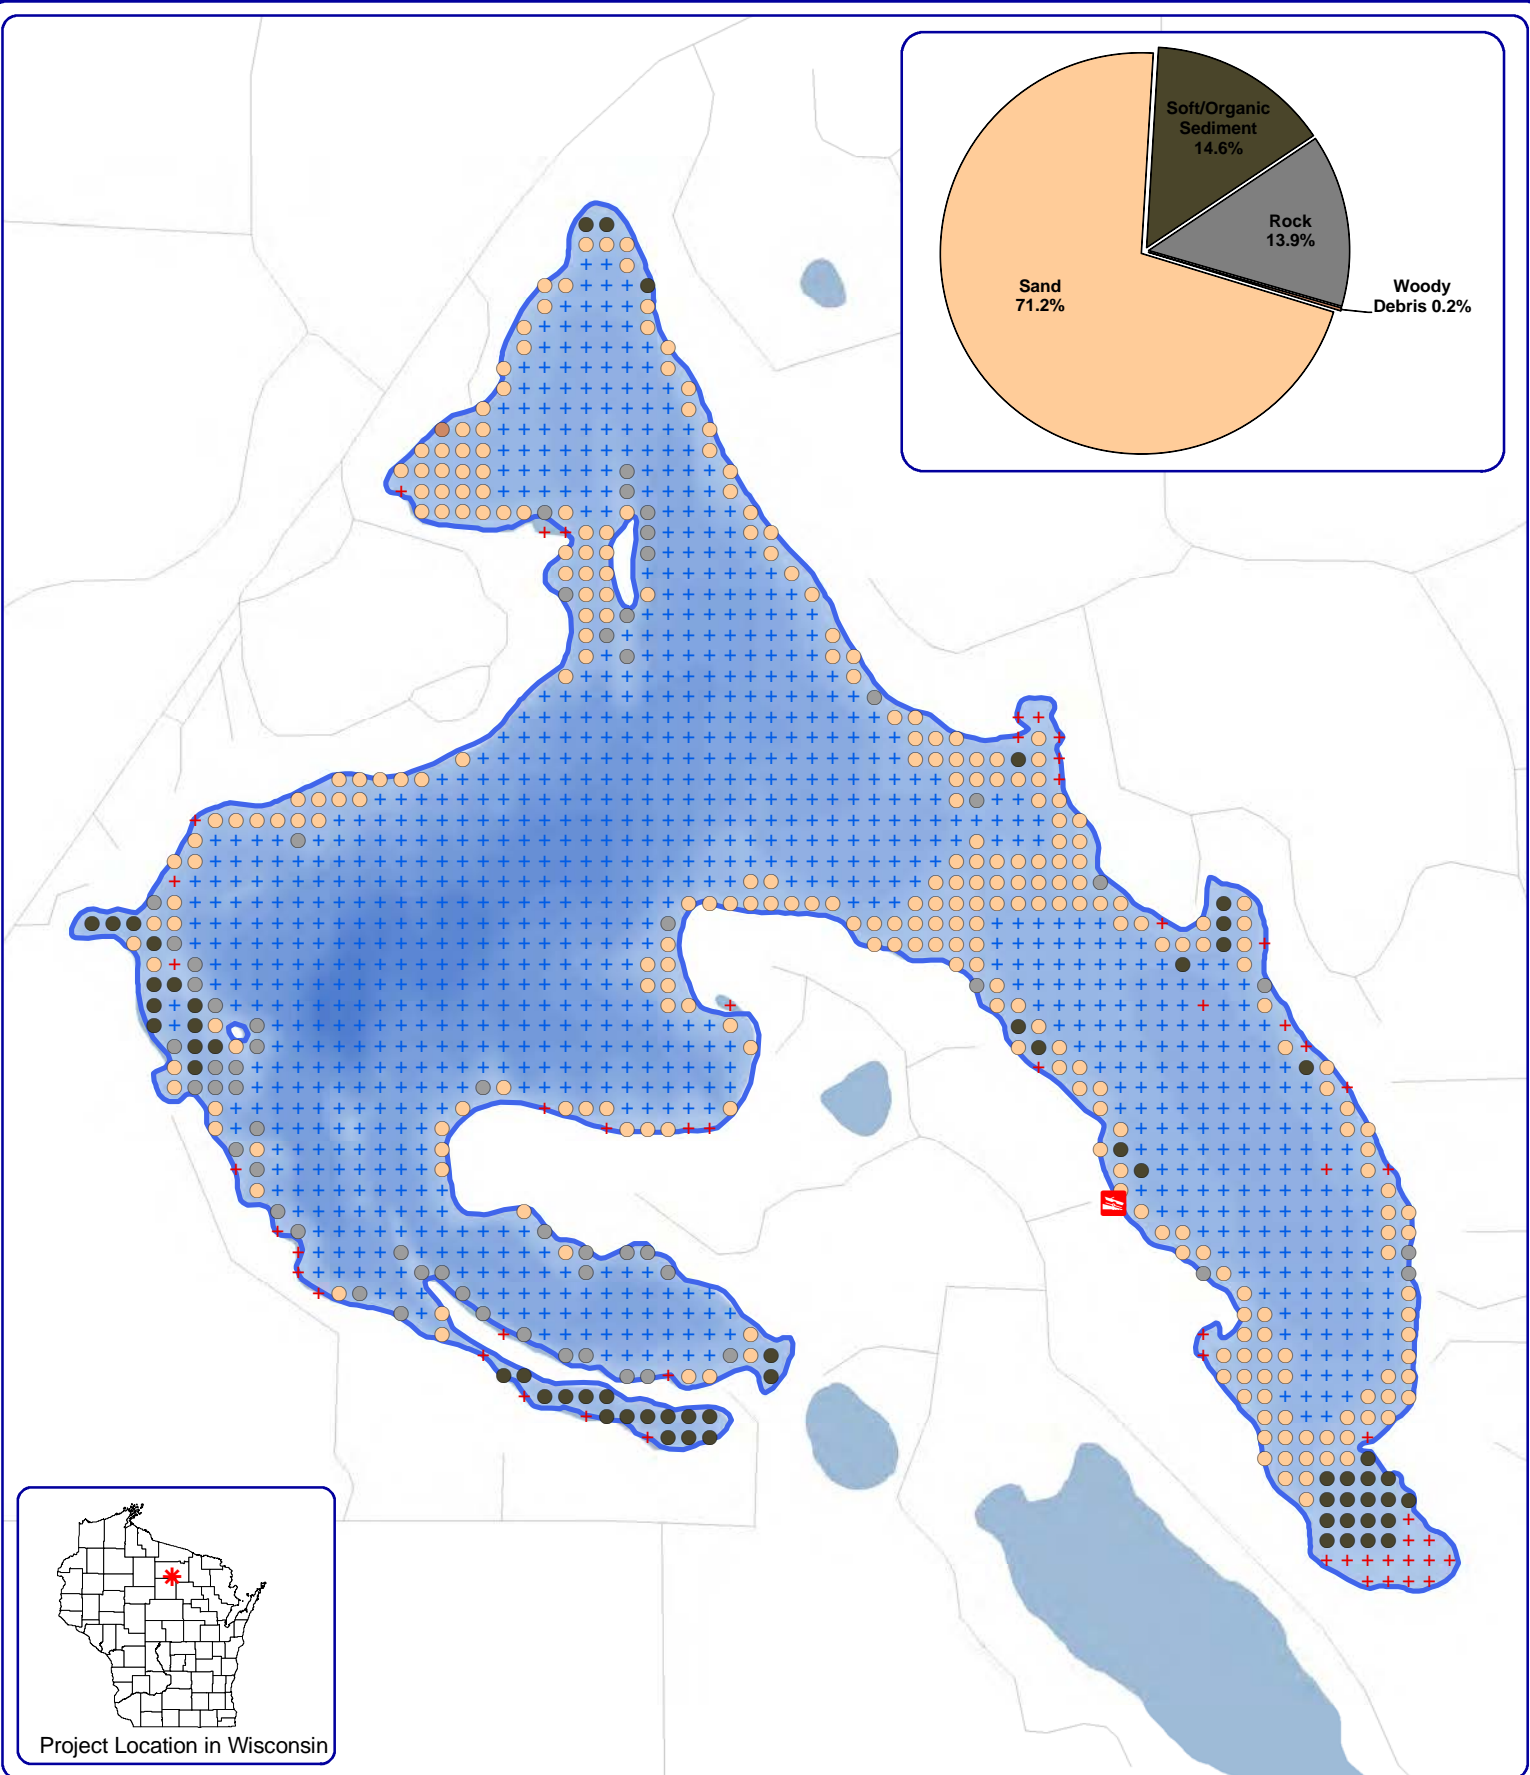 Soft/Organic
Sediment
14.6%
Rock
13.9%
Sand
71.2%
Woody
Debris 0.2%
Project Location in Wisconsin